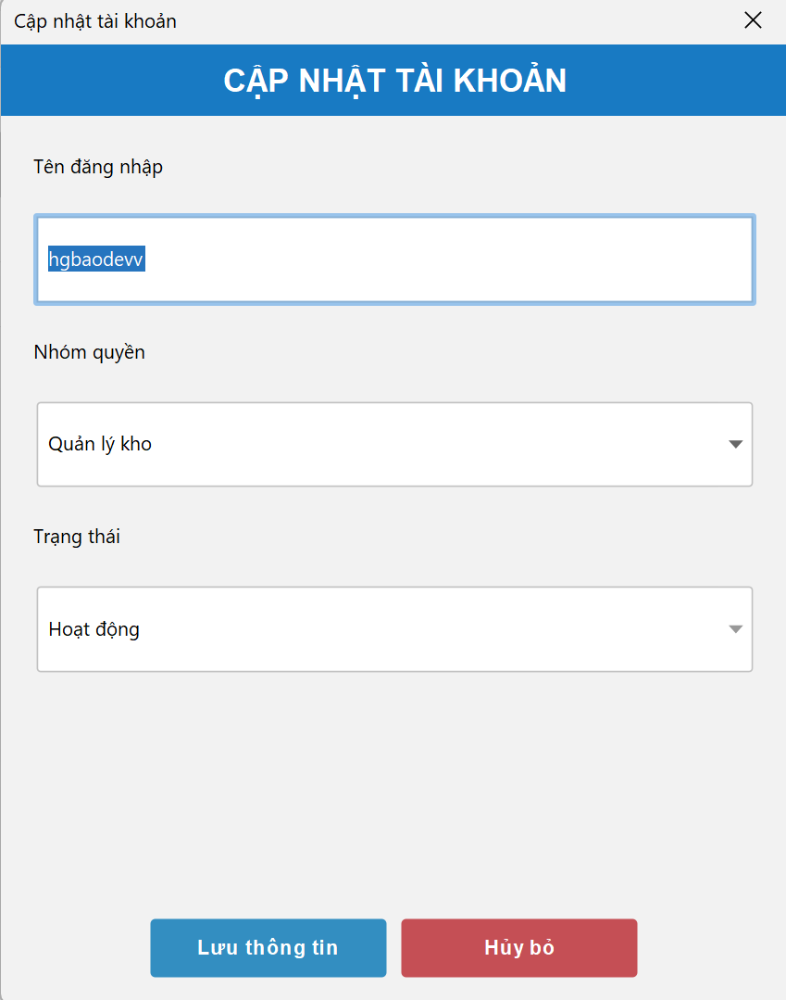 Cập nhật tài khoản
CẬP NHẬT TÀI KHOẢN
Tên đăng nhập
hgbaodevv
Nhóm quyền
Quản lý kho
Trạng thái
Hoạt động
Lưu thông tin
Hủy bỏ